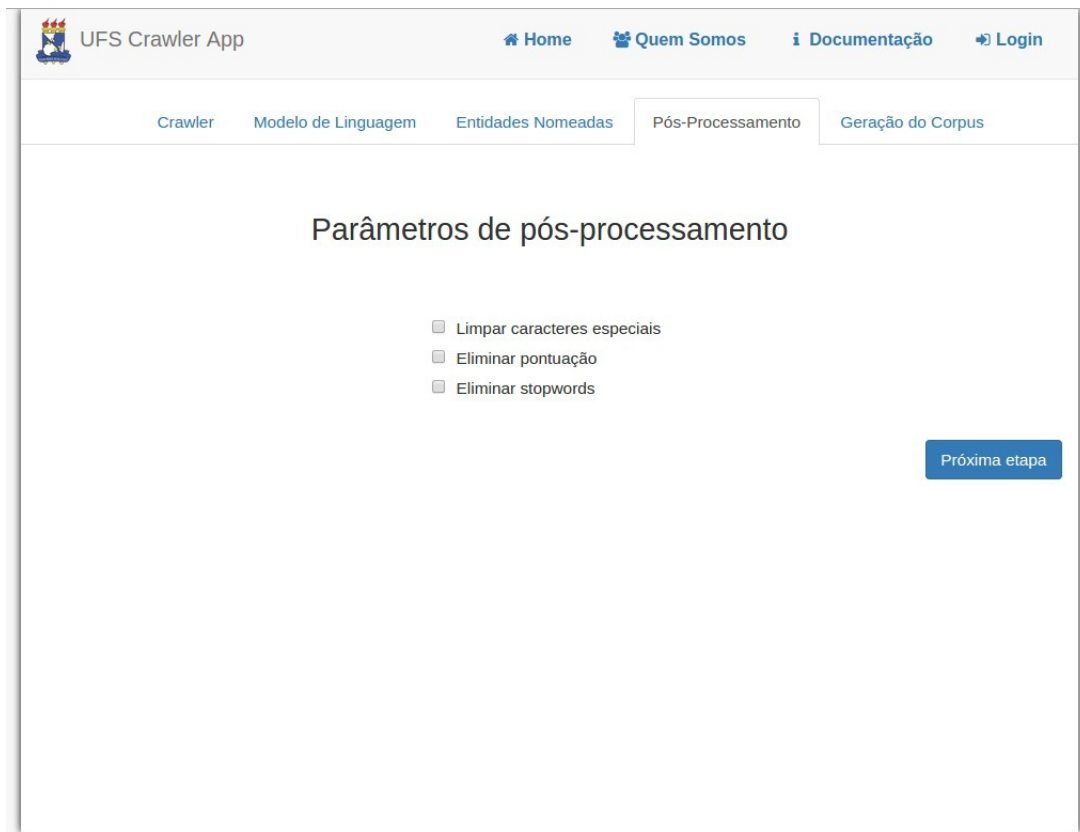 UFS Crawler App Home Quem Somos Documentação Login
Crawler Modelo de Linguagem Entidades Nomeadas Pós-Processamento Geração do Corpus
Parâmetros de pós-processamento
Limpar caracteres especiais
Eliminar pontuação
Eliminar stopwords
Próxima etapa